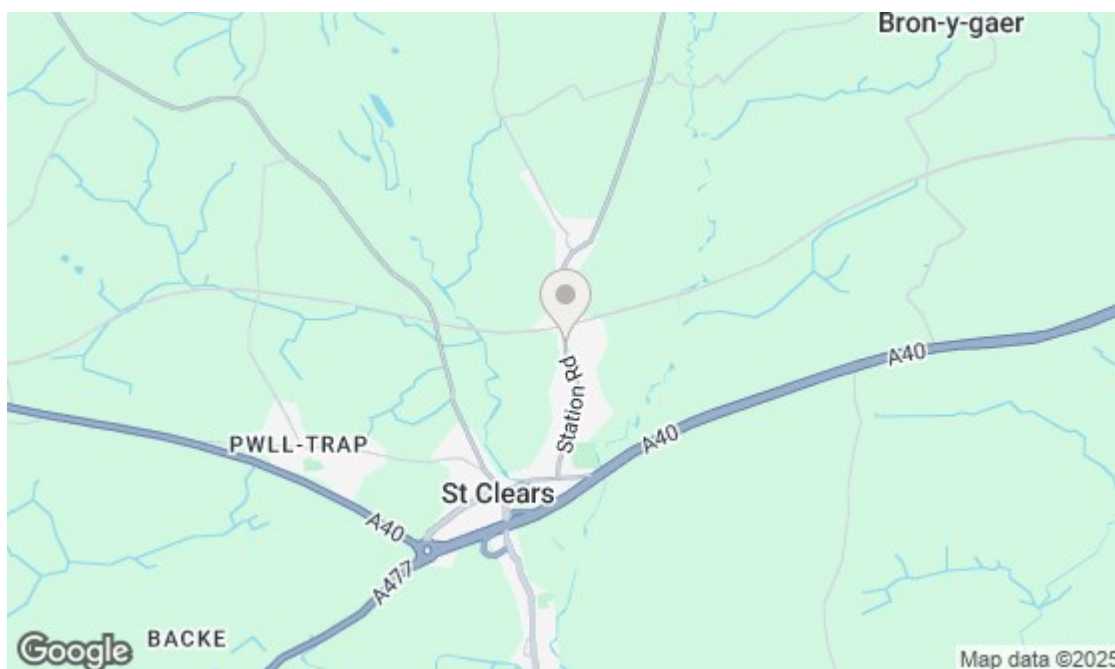 Bron-y-gaer
A40
Station Rd
A40
PWLL-TRAP
St Clears
A40
A477
BACKE
Google
Map data ©2025